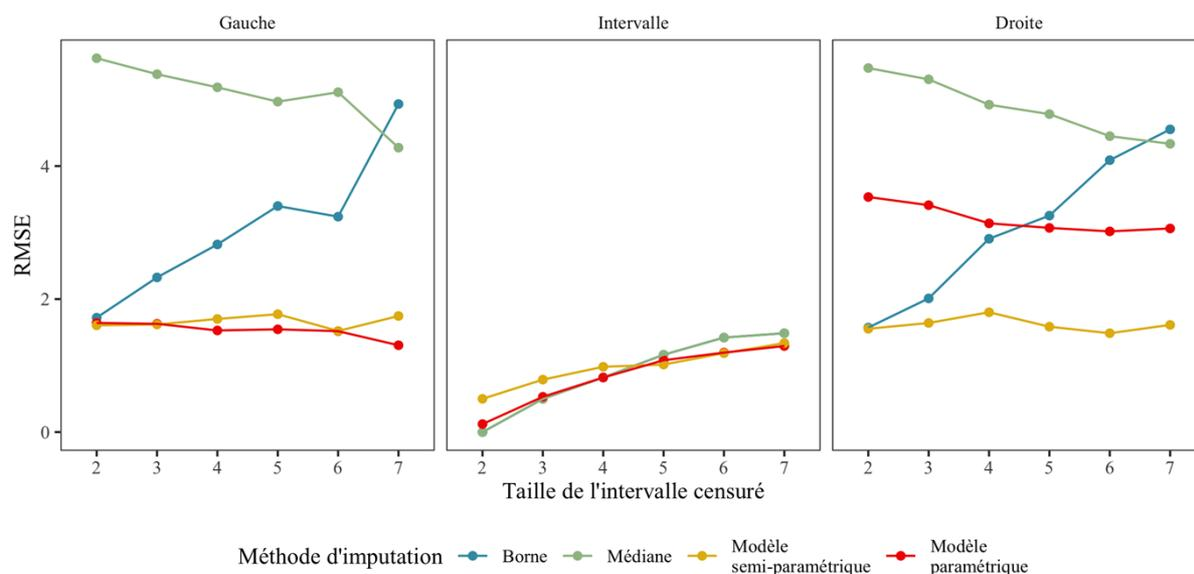 Gauche
Intervalle
Droite
RMSE
4
2
0
2 3 4 5 6 7
2 3 4 5 6 7
2 3 4 5 6 7
Taille de l'intervalle censuré
Méthode d'imputation
Borne
Médiane
Modèle
semi-paramétrique
Modèle
paramétrique